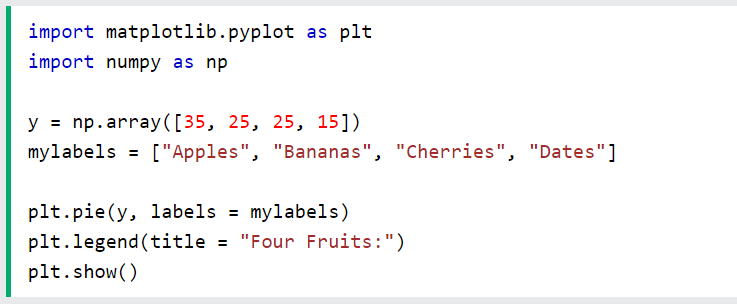 import matplotlib.pyplot as plt
import numpy as np
y = np.array([35, 25, 25, 15])
mylabels = ["Apples", "Bananas", "Cherries", "Dates"]
plt.pie(y, labels = mylabels)
plt.legend(title = "Four Fruits:")
plt.show()